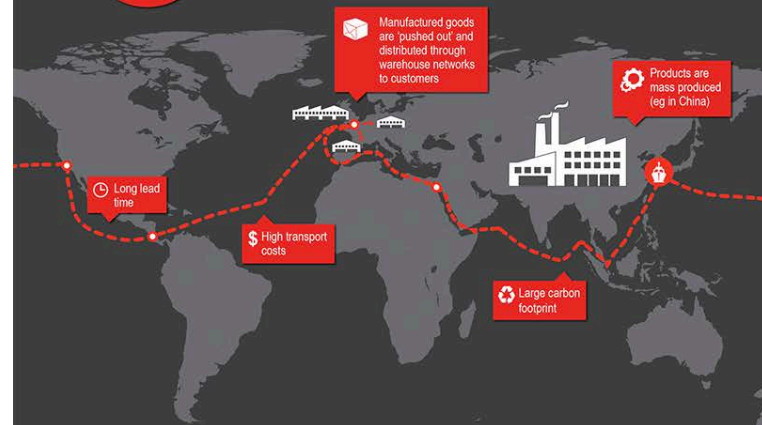 Manufactured goods
are 'pushed out' and
distributed through
warehouse networks
to customers
Products are
mass produced
(eg in China)
Long lead
time
$ High transport
costs
Large carbon
footprint